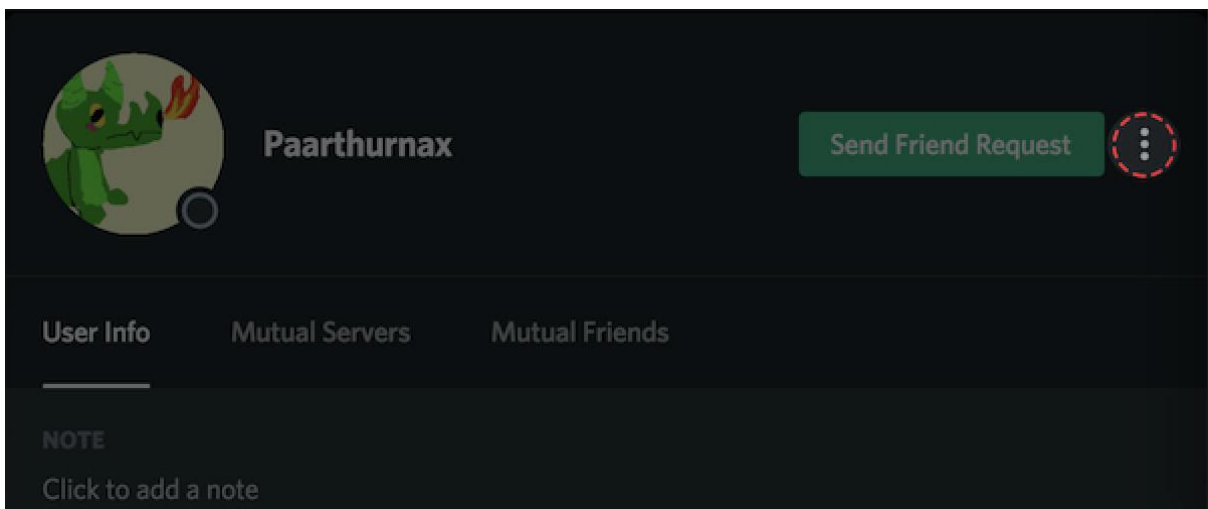 Paarthurnax
Send Friend Request
User Info
Mutual Servers
Mutual Friends
NOTE
Click to add a note